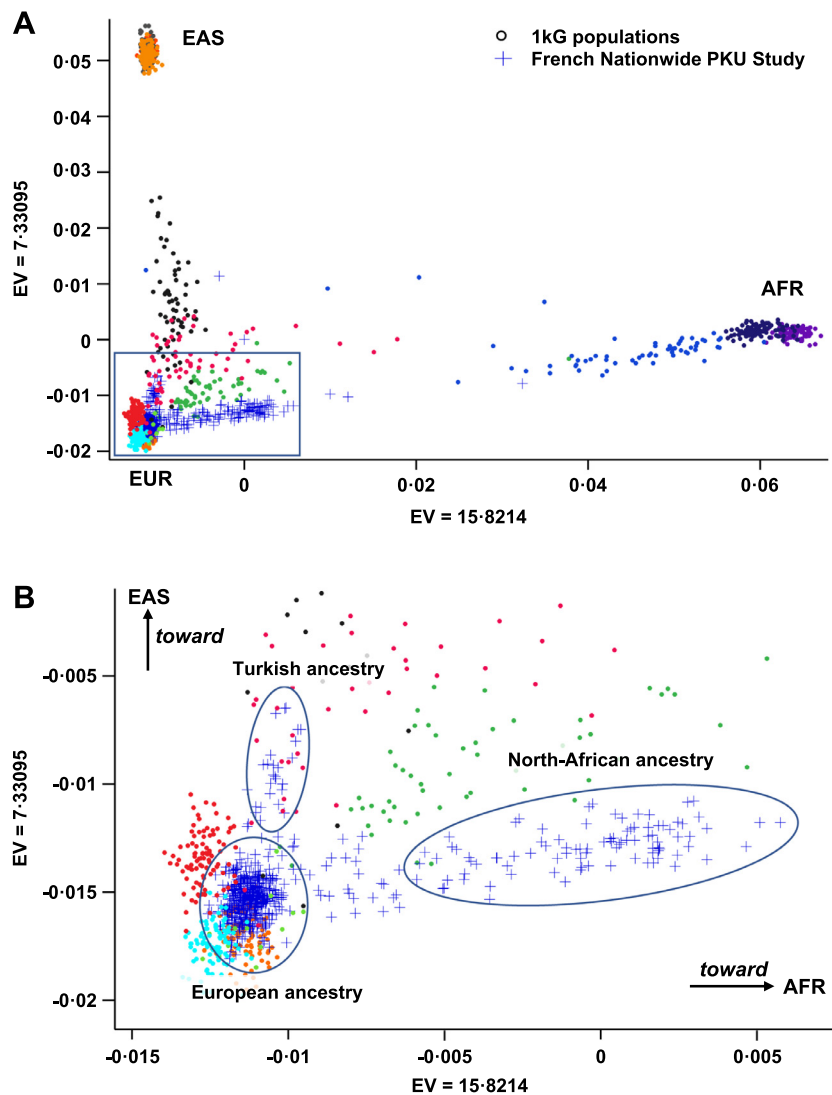 A
EAS
1kG populations
French Nationwide PKU Study
0·05
0·04
0·03
0·02
0·01
0
-0·01
-0·02
EV = 7·33095
AFR
EUR
0
0·02
0·04
0·06
EV = 15·8214
B
EAS
toward
Turkish ancestry
North-African ancestry
-0·005
-0·01
-0·015
-0·02
EV = 7·33095
European ancestry
toward
AFR
-0·015
-0·01
-0·005
0
0·005
EV = 15·8214